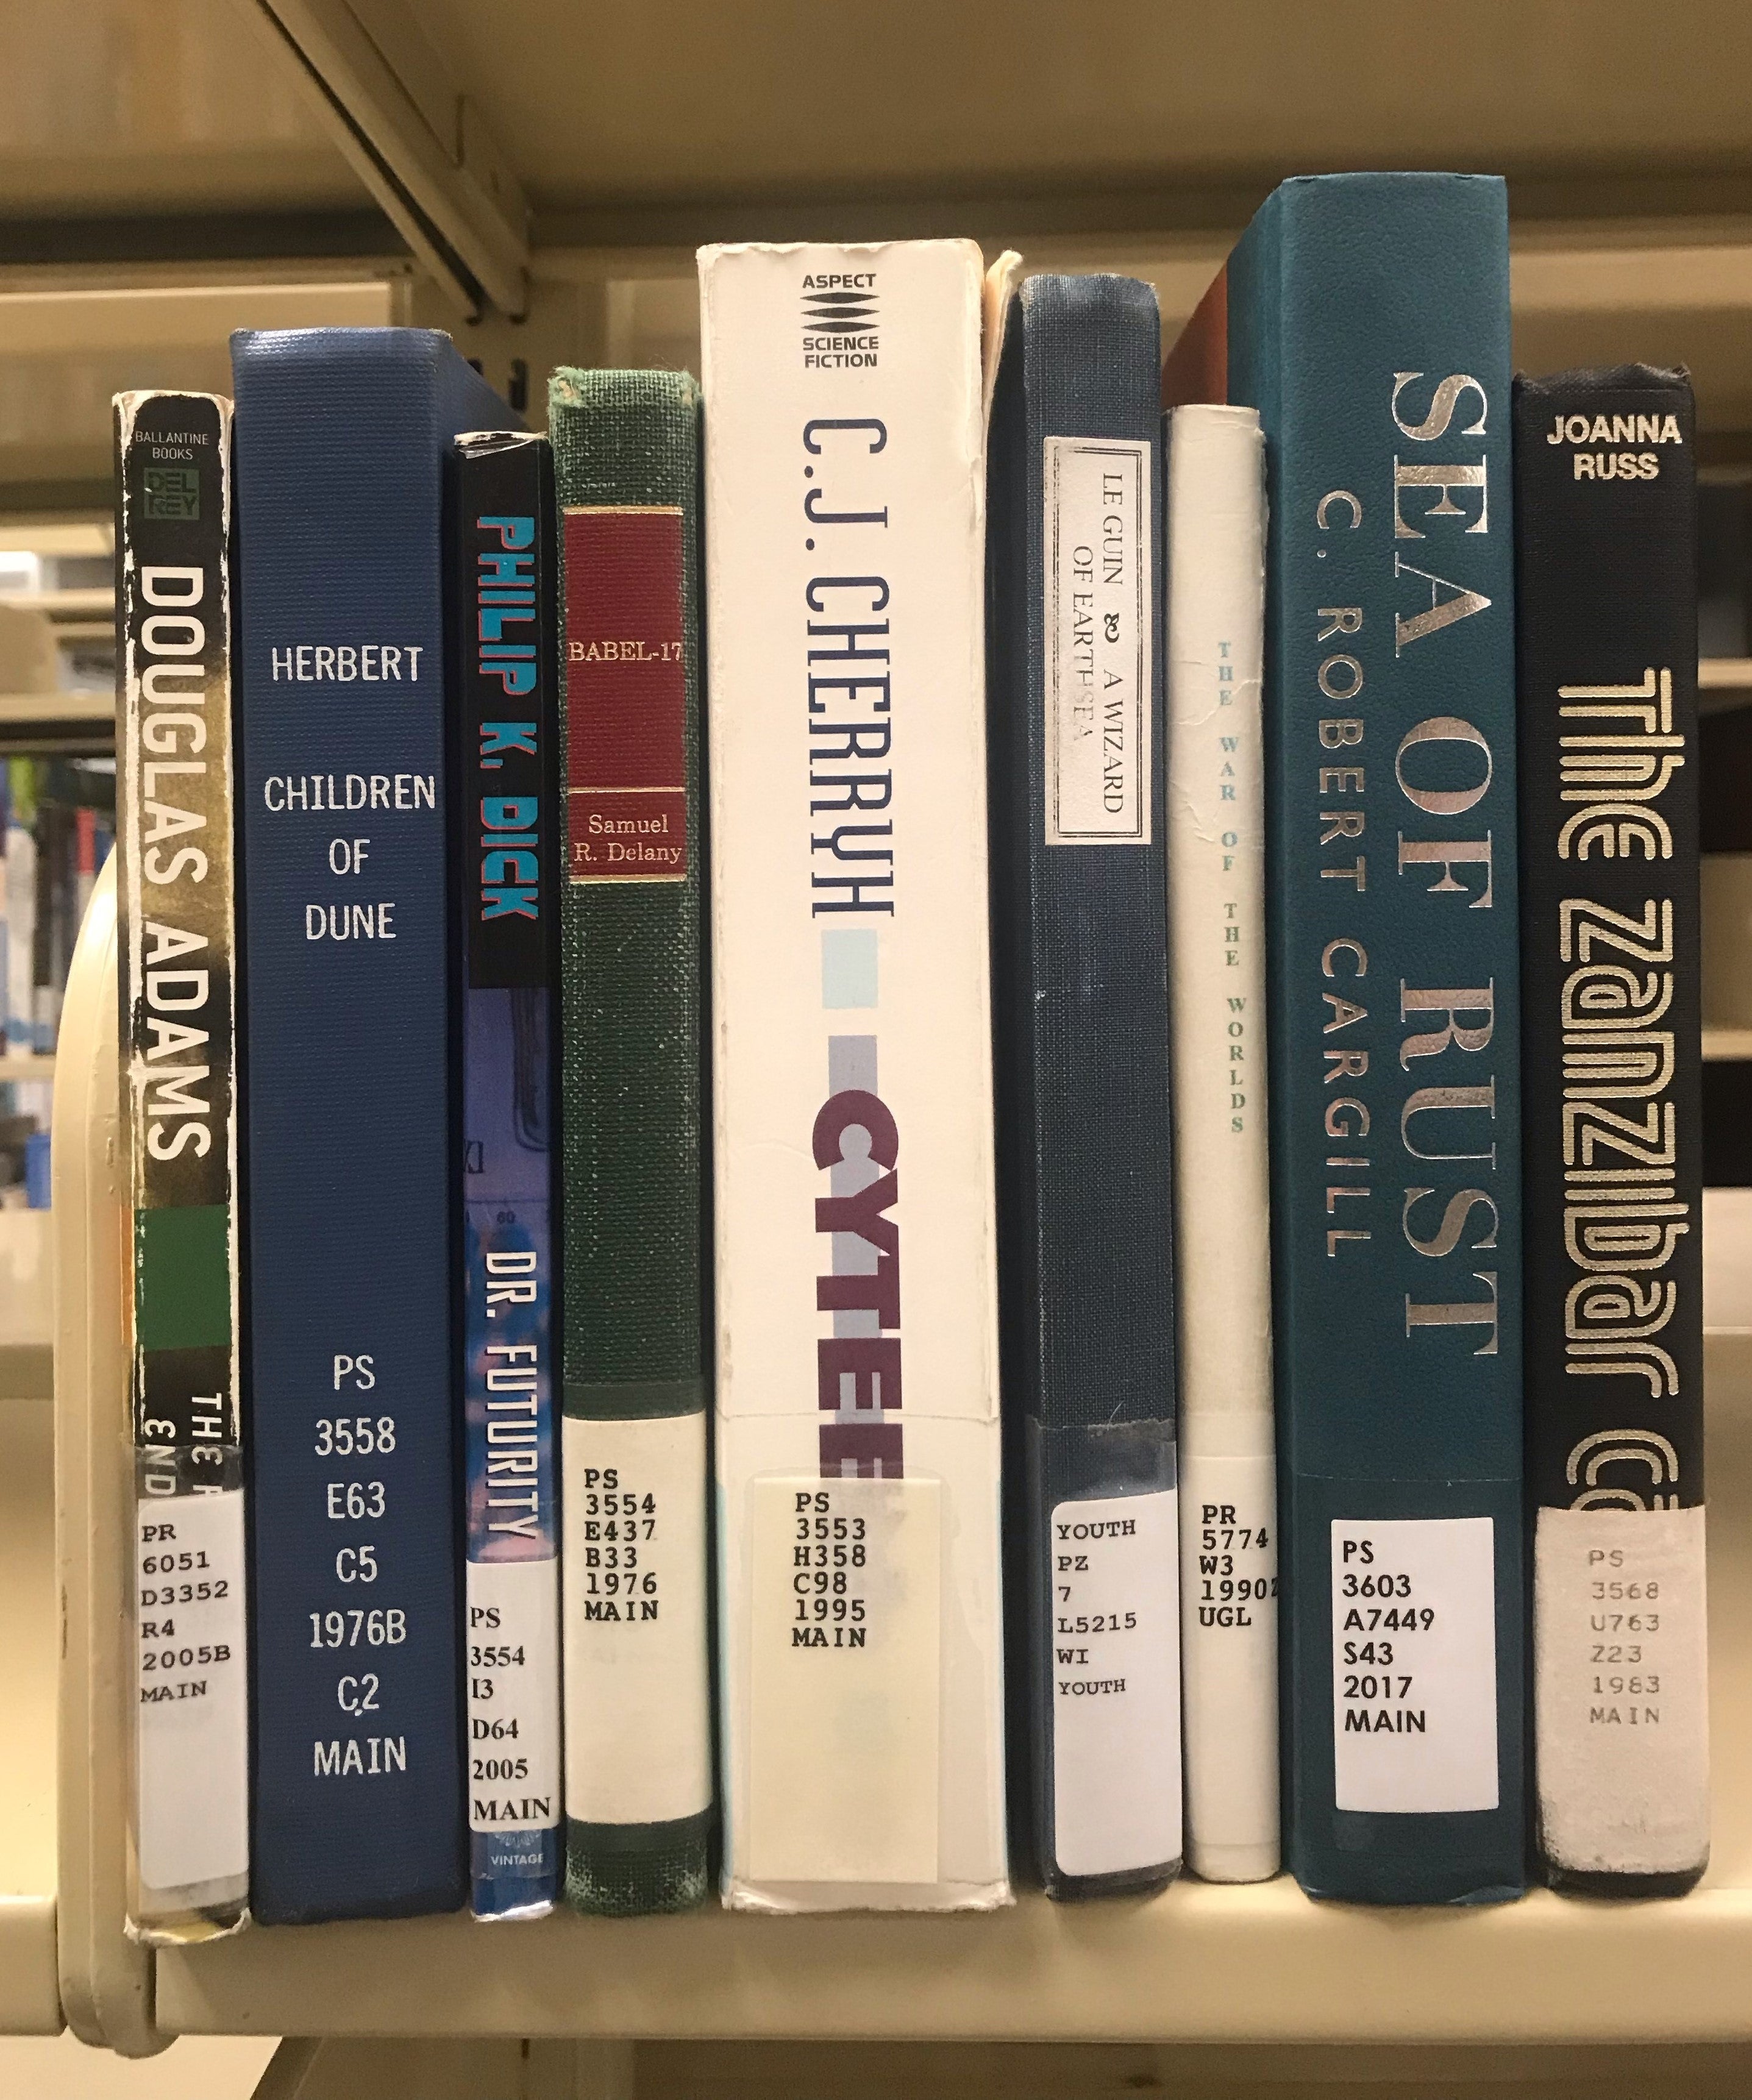 BALLANTINE
BOOKS
DEL
REY
DOUGLAS ADAMS
THE
END
PR
6051
D3352
R4
2005B
MAIN
HERBERT
CHILDREN
OF
DUNE
PS
3558
E63
C5
1976B
C2
MAIN
PHILIP K. DICK
60
DR. FUTURITY
PS
3554
I3
D64
2005
MAIN
VINTAGE
BABEL-17
Samuel
R. Delany
PS
3554
E437
B33
1976
MAIN
ASPECT
SCIENCE
FICTION
C.J. CHERRYH
CYTEE
PS
3553
H358
C98
1995
MAIN
LE GUIN & A WIZARD
OF EARTHSEA
YOUTH
PZ
7
L5215
WI
YOUTH
THE WAR OF THE WORLDS
PR
5774
W3
1990Z
UGL
SEA OF RUST
C. ROBERT CARGILL
PS
3603
A7449
S43
2017
MAIN
JOANNA
RUSS
The Zanzibar
PS
3568
U763
Z23
1983
MAIN